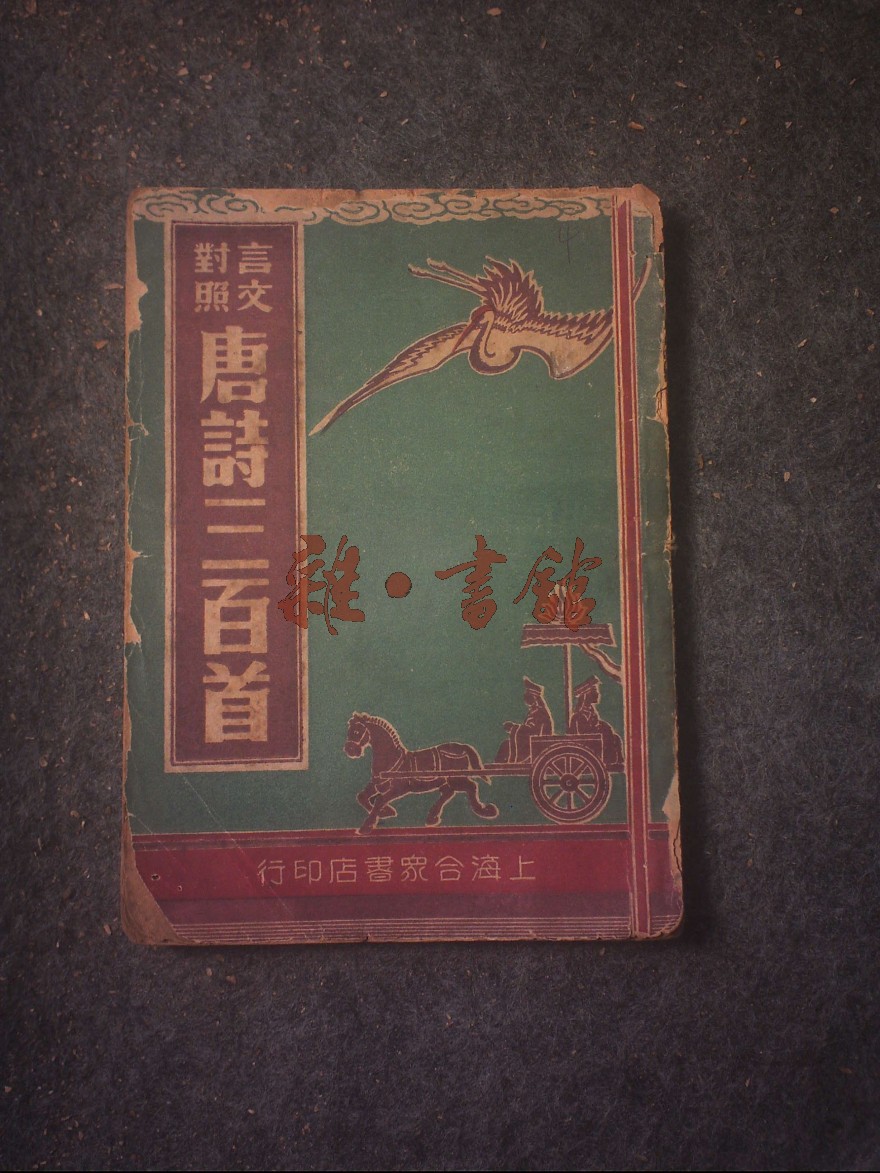 言文
對照
唐詩三百首
雜·書館
上海合眾書店印行